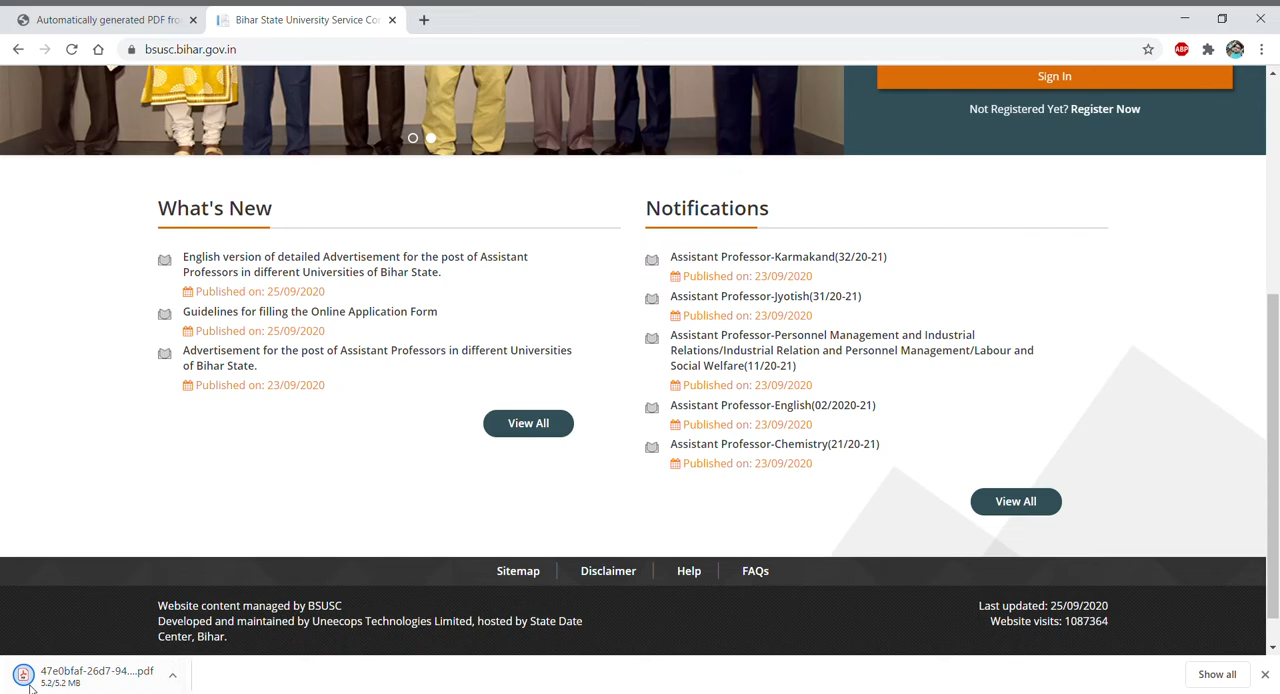 Automatically generated PDF fro
Bihar State University Service Co
bsusc.bihar.gov.in
ABP
Sign In
Not Registered Yet? Register Now
What's New
English version of detailed Advertisement for the post of Assistant
Professors in different Universities of Bihar State.
Published on: 25/09/2020
Guidelines for filling the Online Application Form
Published on: 25/09/2020
Advertisement for the post of Assistant Professors in different Universities
of Bihar State.
Published on: 23/09/2020
View All
Notifications
Assistant Professor-Karmakand(32/20-21)
Published on: 23/09/2020
Assistant Professor-Jyotish(31/20-21)
Published on: 23/09/2020
Assistant Professor-Personnel Management and Industrial
Relations/Industrial Relation and Personnel Management/Labour and
Social Welfare(11/20-21)
Published on: 23/09/2020
Assistant Professor-English(02/2020-21)
Published on: 23/09/2020
Assistant Professor-Chemistry(21/20-21)
Published on: 23/09/2020
View All
Sitemap
Disclaimer
Help
FAQs
Website content managed by BSUSC
Developed and maintained by Uneecops Technologies Limited, hosted by State Date
Center, Bihar.
Last updated: 25/09/2020
Website visits: 1087364
47e0bfaf-26d7-94....pdf
5.2/5.2 MB
Show all